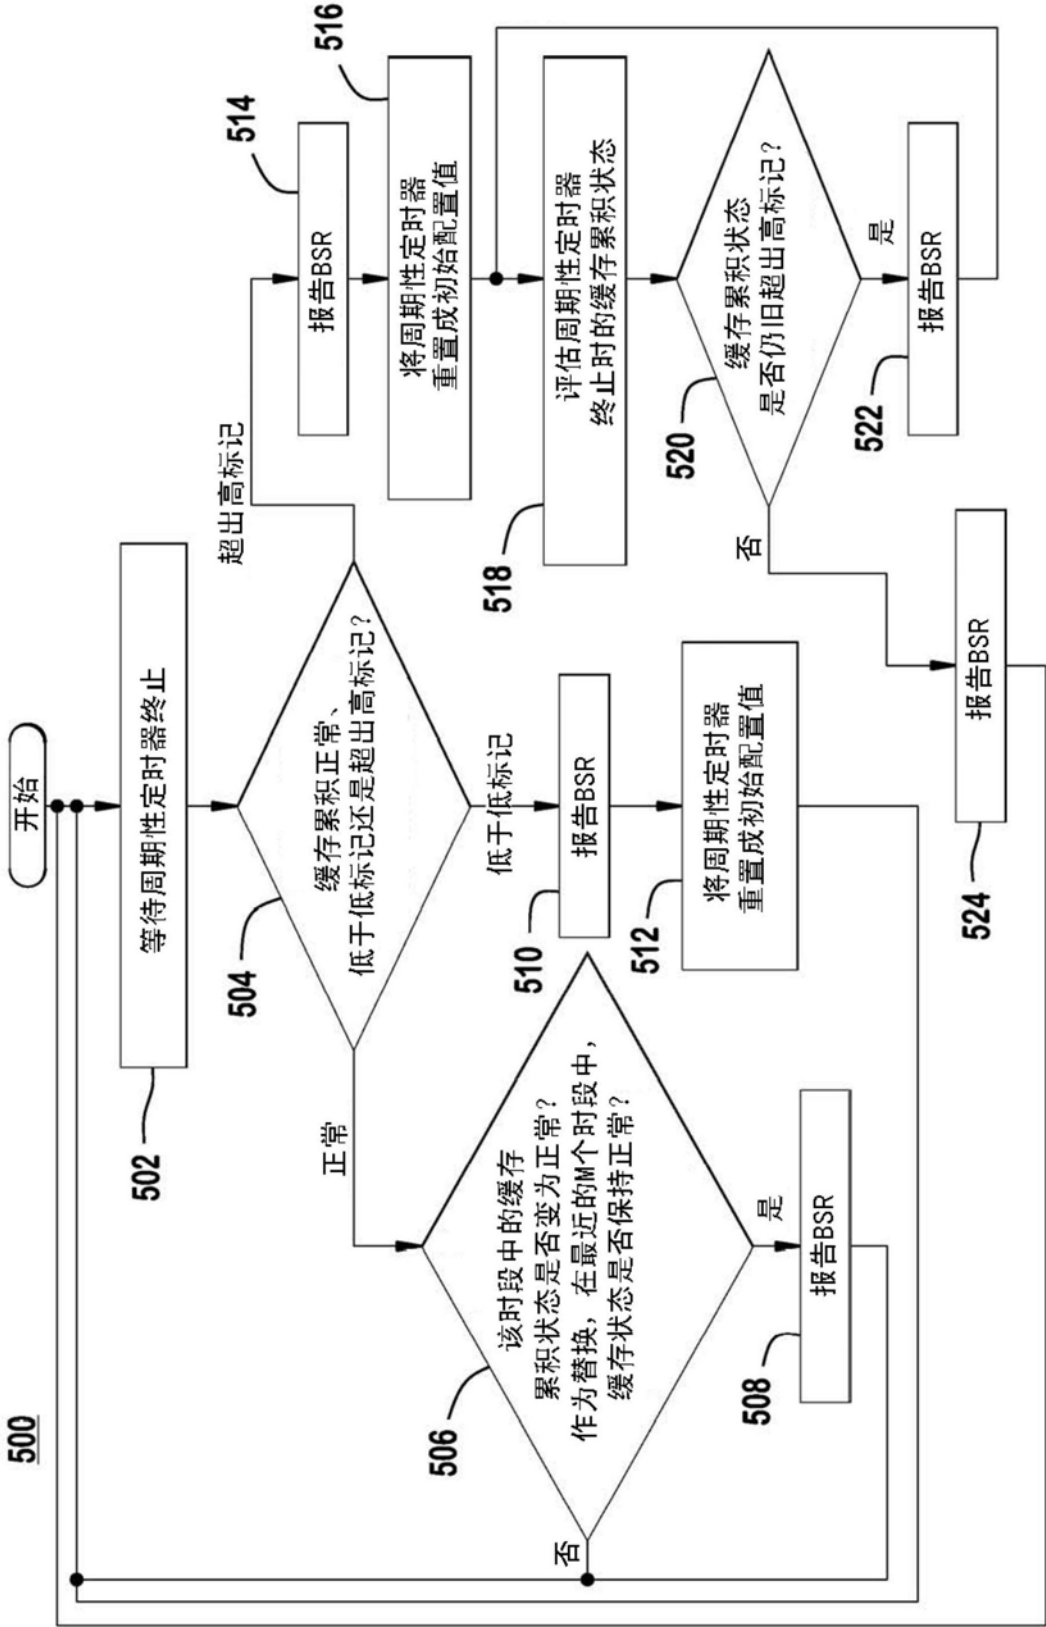 500
开始
等待周期性定时器终止
502
缓存累积正常、
低于低标记还是超出高标记？
504
正常
低于低标记
超出高标记
该时段中的缓存
累积状态是否变为正常？
作为替换，在最近的M个时段中，
缓存状态是否保持正常？
506
否
是
报告BSR
508
报告BSR
510
将周期性定时器
重置成初始配置值
512
报告BSR
514
将周期性定时器
重置成初始配置值
516
评估周期性定时器
终止时的缓存累积状态
518
缓存累积状态
是否仍旧超出高标记？
520
否
是
报告BSR
522
报告BSR
524